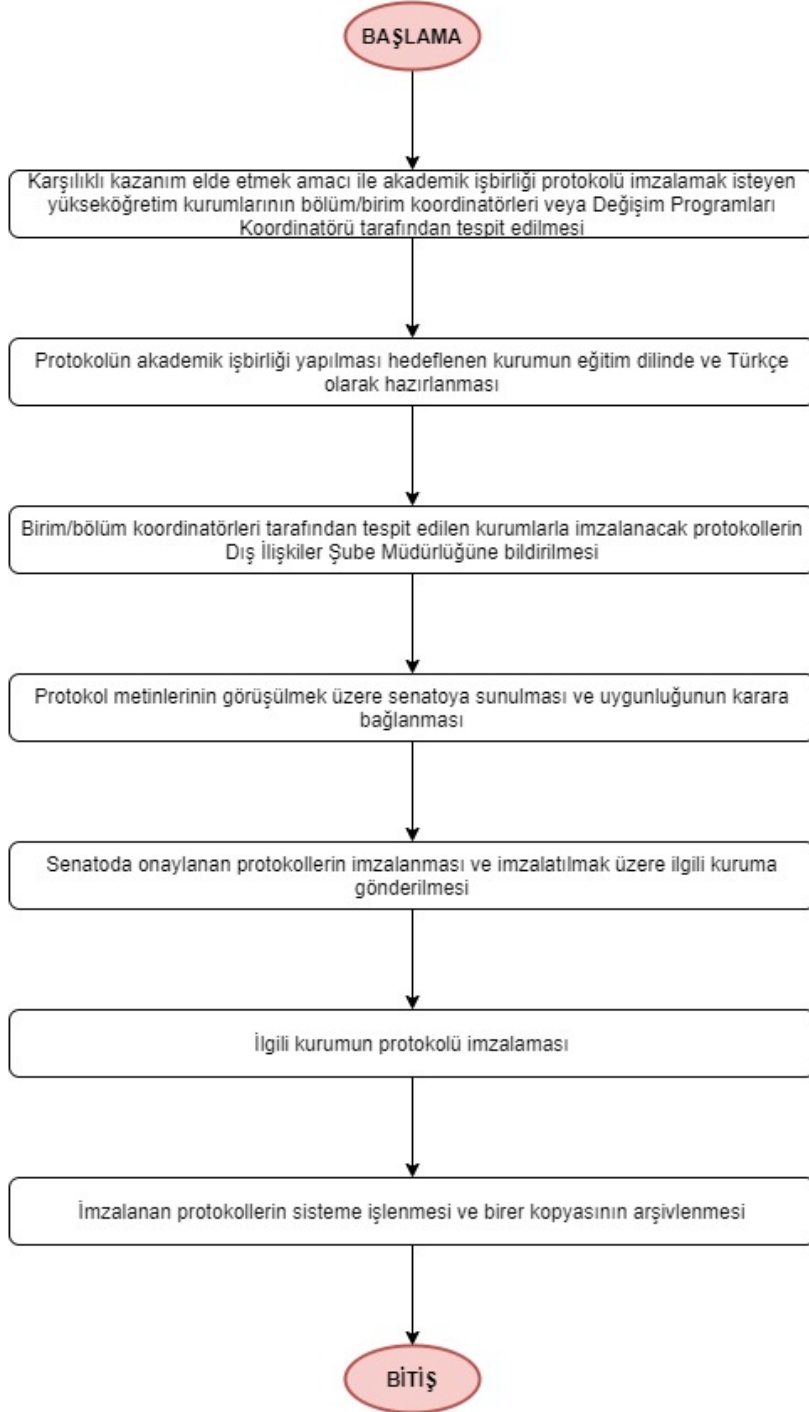 BAŞLAMA
Karşılıklı kazanım elde etmek amacı ile akademik işbirliği protokolü imzalamak isteyen
yükseköğretim kurumlarının bölüm/birim koordinatörleri veya Değişim Programları
Koordinatörü tarafından tespit edilmesi
Protokolün akademik işbirliği yapılması hedeflenen kurumun eğitim dilinde ve Türkçe
olarak hazırlanması
Birim/bölüm koordinatörleri tarafından tespit edilen kurumlarla imzalanacak protokollerin
Dış İlişkiler Şube Müdürlüğüne bildirilmesi
Protokol metinlerinin görüşülmek üzere senatoya sunulması ve uygunluğunun karara
bağlanması
Senatoda onaylanan protokollerin imzalanması ve imzalatılmak üzere ilgili kuruma
gönderilmesi
İlgili kurumun protokolü imzalaması
İmzalanan protokollerin sisteme işlenmesi ve birer kopyasının arşivlenmesi
BİTİŞ